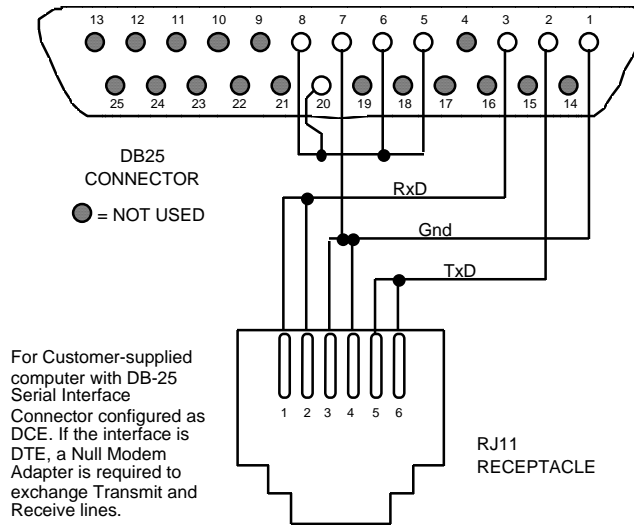 13 12 11 10 9 8 7 6 5 4 3 2 1
25 24 23 22 21 20 19 18 17 16 15 14
DB25
CONNECTOR
= NOT USED
RxD
Gnd
TxD
For Customer-supplied
computer with DB-25
Serial Interface
Connector configured as
DCE. If the interface is
DTE, a Null Modem
Adapter is required to
exchange Transmit and
Receive lines.
1 2 3 4 5 6
RJ11
RECEPTACLE